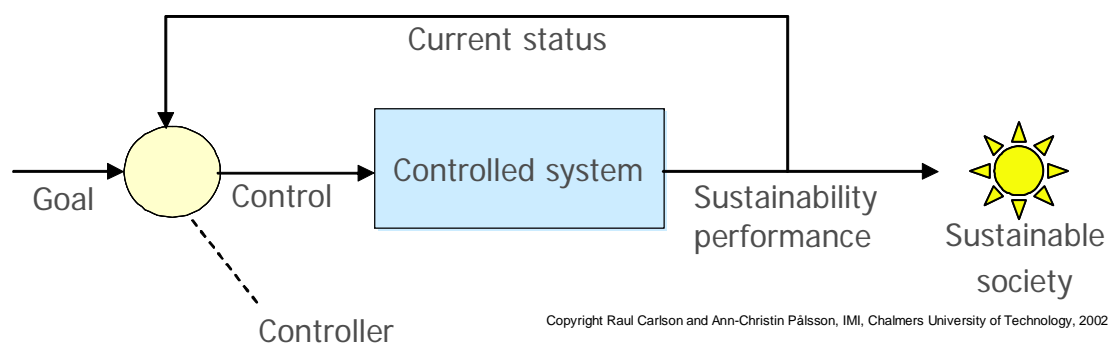 Current status
Goal
Control
Controlled system
Sustainability
performance
Sustainable
society
Controller
Copyright Raul Carlson and Ann-Christin Pålsson, IMI, Chalmers University of Technology, 2002